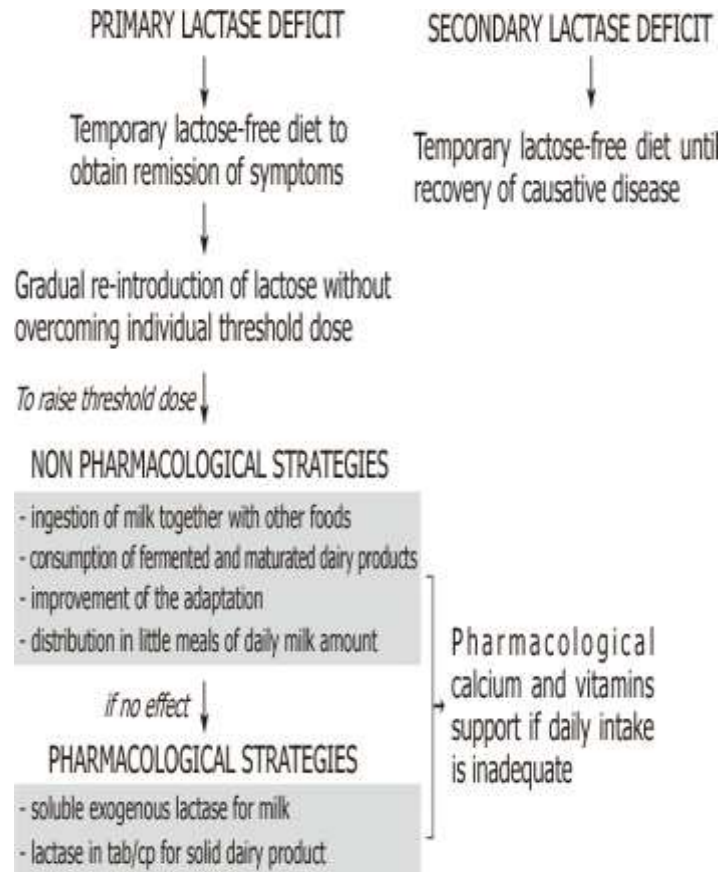 PRIMARY LACTASE DEFICIT
Temporary lactose-free diet to
obtain remission of symptoms
Gradual re-introduction of lactose without
overcoming individual threshold dose
To raise threshold dose
NON PHARMACOLOGICAL STRATEGIES
- ingestion of milk together with other foods
- consumption of fermented and maturated dairy products
- improvement of the adaptation
- distribution in little meals of daily milk amount
if no effect
PHARMACOLOGICAL STRATEGIES
- soluble exogenous lactase for milk
- lactase in tab/cp for solid dairy product
SECONDARY LACTASE DEFICIT
Temporary lactose-free diet until
recovery of causative disease
Pharmacological
calcium and vitamins
support if daily intake
is inadequate